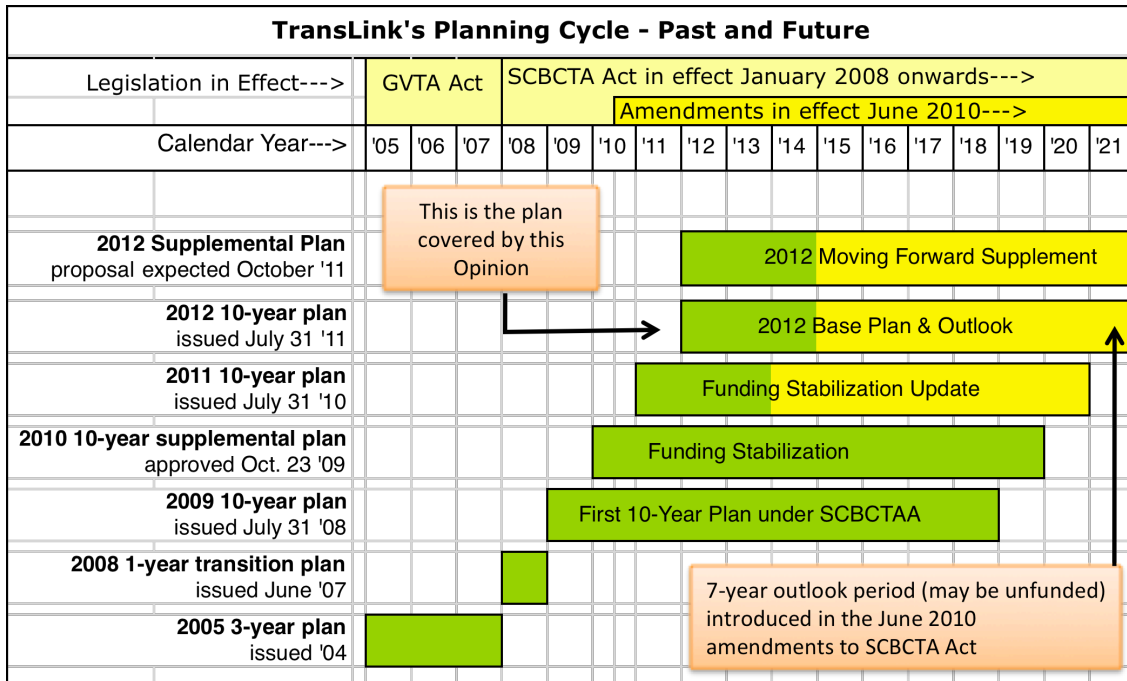 TransLink's Planning Cycle - Past and Future
Legislation in Effect--->
GVTA Act
SCBCTA Act in effect January 2008 onwards--->
Amendments in effect June 2010--->
Calendar Year--->
'05 '06 '07 '08 '09 '10 '11 '12 '13 '14 '15 '16 '17 '18 '19 '20 '21
This is the plan
covered by this
Opinion
2012 Supplemental Plan
proposal expected October '11
2012 Moving Forward Supplement
2012 10-year plan
issued July 31 '11
2012 Base Plan & Outlook
2011 10-year plan
issued July 31 '10
Funding Stabilization Update
2010 10-year supplemental plan
approved Oct. 23 '09
Funding Stabilization
2009 10-year plan
issued July 31 '08
First 10-Year Plan under SCBCTAA
2008 1-year transition plan
issued June '07
7-year outlook period (may be unfunded)
introduced in the June 2010
amendments to SCBCTA Act
2005 3-year plan
issued '04